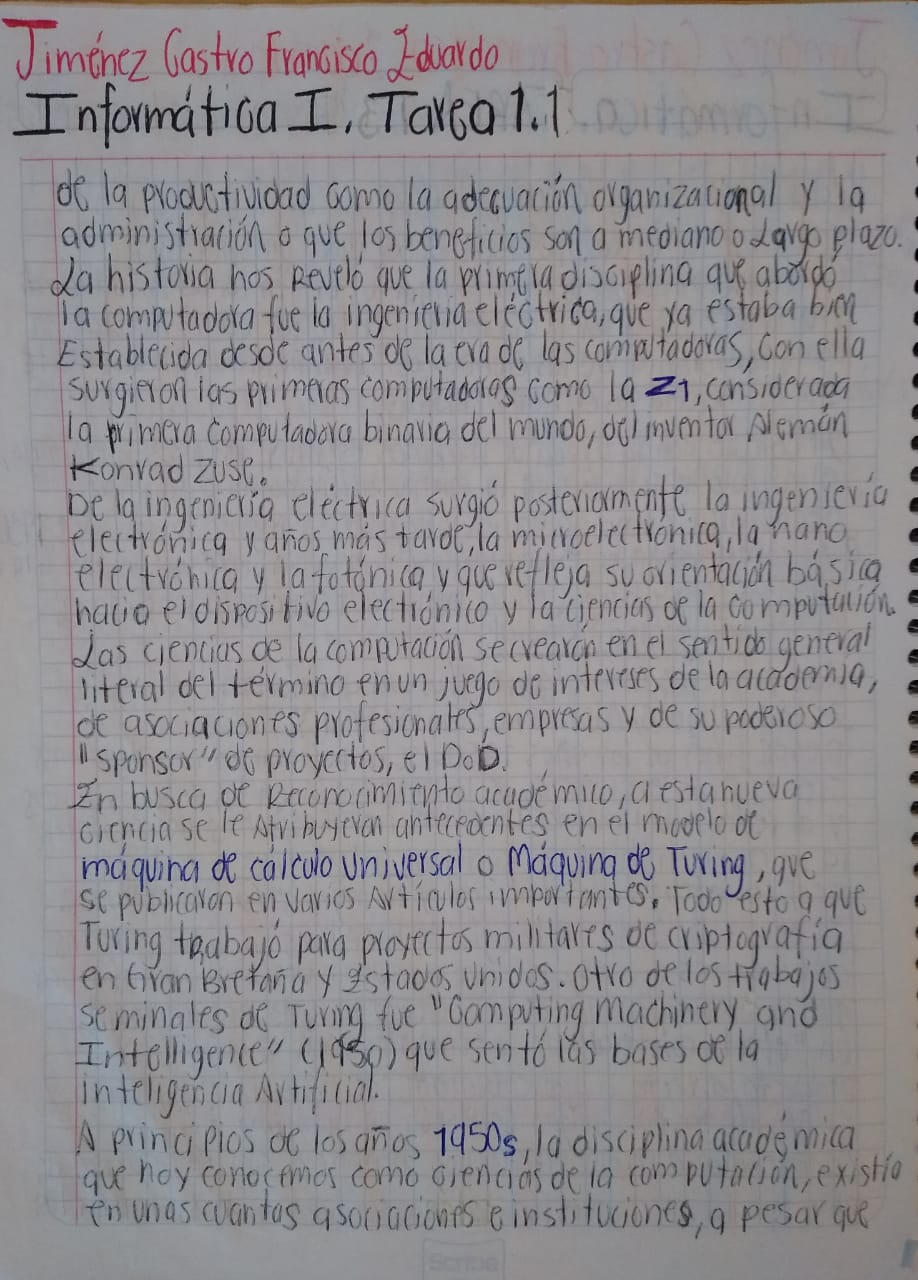 Jiménez Castro Francisco Eduardo
Informática I. Tarea 1.1
de la productividad como la adecuación organizacional y la
administración o que los beneficios son a mediano o Largo plazo.
La historia nos Reveló que la primera disciplina que abordó
la computadora fue la ingenieria eléctrica, que ya estaba bien
Establecida desde antes de la era de las computadoras, Con ella
surgieron las primeras computadoras como la Z1, considerada
la primera Computadora binaria del mundo, del inventor Alemán
Konrad Zuse.
De la ingeniería eléctrica surgió posteriormente la ingeniería
electrónica y años más tarde, la microelectrónica, la nano
electrónica y la fotónica y que refleja su orientación básica
hacia el dispositivo electrónico y la ciencias de la computación.
Las ciencias de la computación se crearón en el sentido general
literal del término en un juego de intereses de la academia,
de asociaciones profesionales, empresas y de su poderoso
"sponsor" de proyectos, el DoD.
En busca de Reconocimiento académico, a esta nueva
ciencia se le Atribuyeron antecedentes en el modelo de
máquina de cálculo Universal o Máquina de Turing, que
se publicaron en varios Artículos importantes. Todo esto a que
Turing trabajó para proyectos militares de criptografía
en Gran Bretaña y Estados Unidos. Otro de los trabajos
seminales de Turing fue "Computing Machinery and
Intelligence" (1950) que sentó las bases de la
inteligencia Artificial.
A principios de los años 1950s, la disciplina académica
que hoy conocemos como ciencias de la computación, existía
en unas cuantas asociaciones e instituciones, a pesar que
Scribe